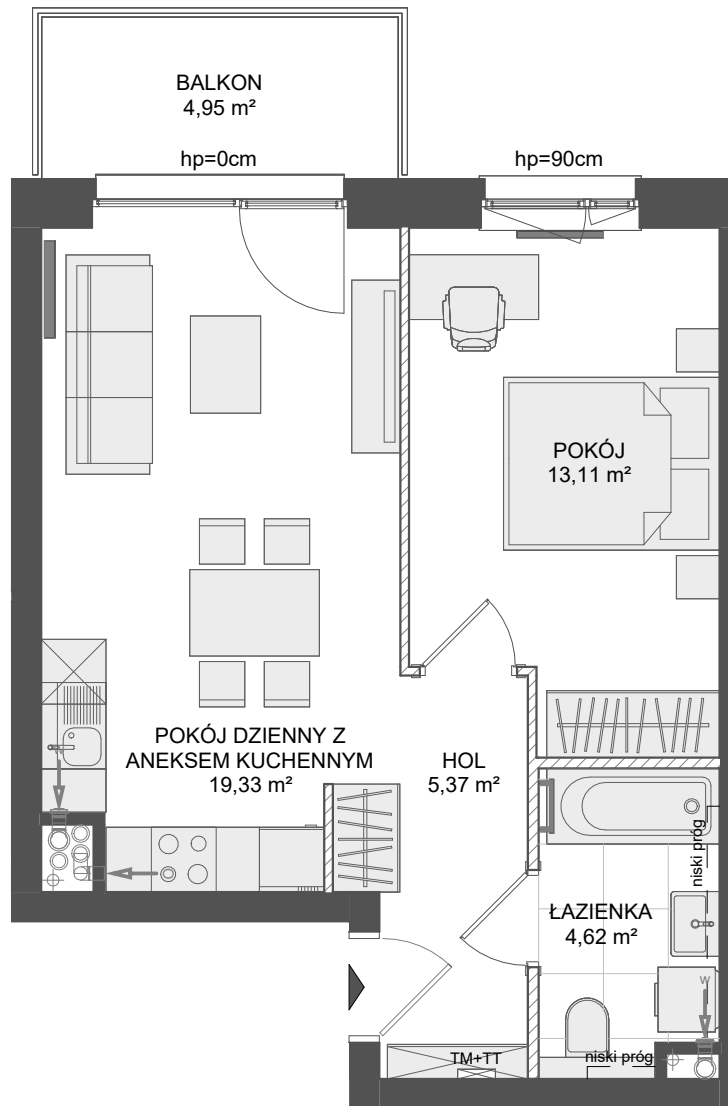 BALKON
4,95 m²
hp=0cm
hp=90cm
POKÓJ
13,11 m²
POKÓJ DZIENNY Z
ANEKSEM KUCHENNYM
19,33 m²
HOL
5,37 m²
niski próg
ŁAZIENKA
4,62 m²
W
W
TM+TT
niski próg